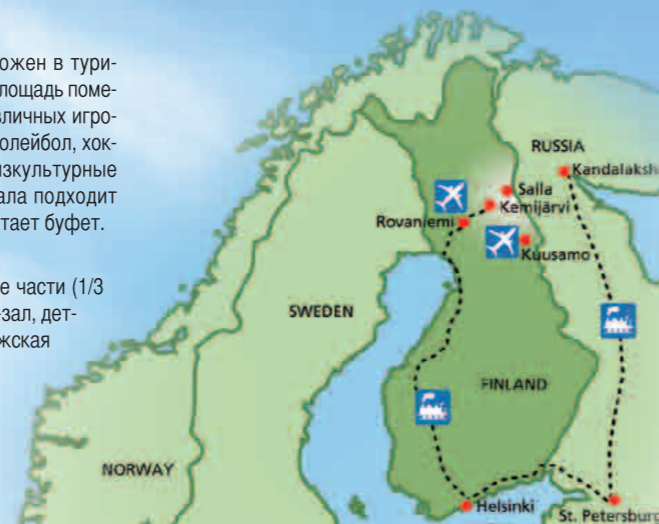 ожен в тури-
лощадь поме-
зличных игро-
олейбол, хок-
изкультурные
ала подходит
тает буфет.
е части (1/3
-зал, дет-
жская
RUSSIA
Kandalaksh
Salla
Kemijärvi
Rovaniemi
Kuusamo
SWEDEN
FINLAND
NORWAY
Helsinki
St. Petersburg